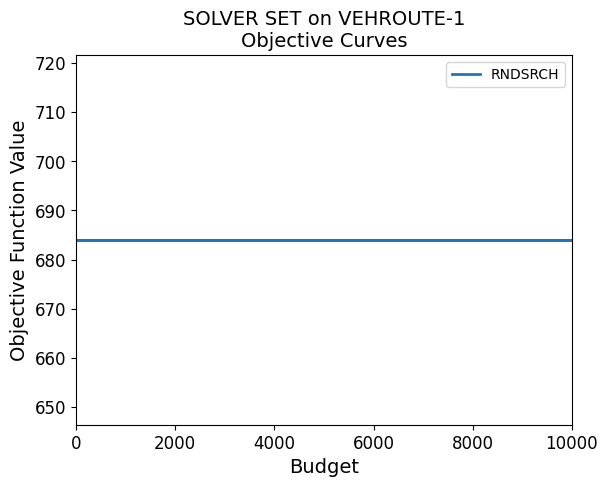 SOLVER SET on VEHROUTE-1
Objective Curves
RNDSRCH
Objective Function Value
720
710
700
690
680
670
660
650
0 2000 4000 6000 8000 10000
Budget